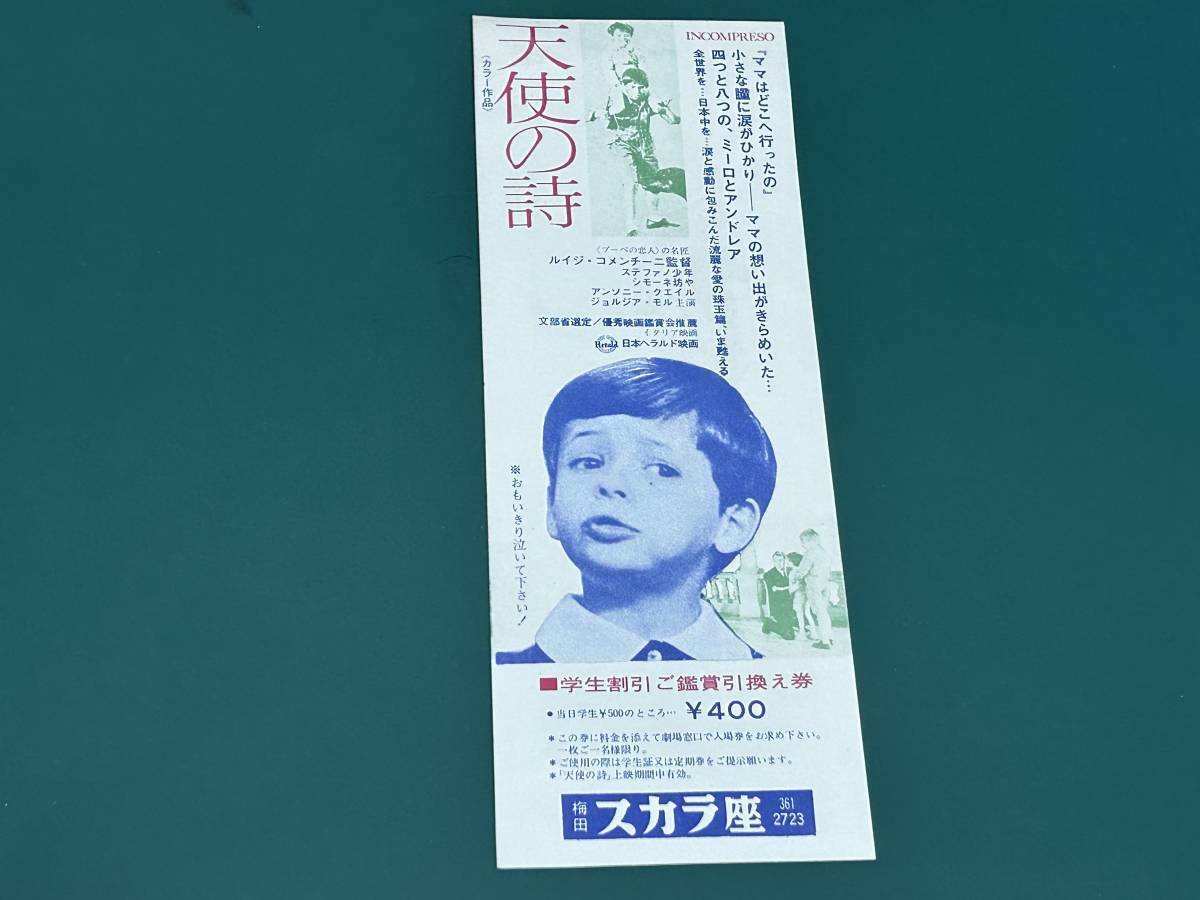 INCOMPRESO
『ママはどこへ行ったの』
小さな瞳に涙がひかり――ママの想い出がきらめいた…
四つと八つの、ミーロとアンドレア
全世界を…日本中を…涙と感動に包みこんだ流麗な愛の珠玉篇、いま甦える
天使の詩
(カラー作品)
《ブーベの恋人》の名匠
ルイジ・コメンチーニ監督
ステファノ少年
シモーネ坊や
アンソニー・クエイル
ジョルジア・モル主演
文部省選定/優秀映画鑑賞会推薦
イタリア映画
Herald 日本ヘラルド映画
※おもいきり泣いて下さい!
■学生割引ご鑑賞引換え券
●当日学生¥500のところ… ¥400
*この券に料金を添えて劇場窓口で入場券をお求め下さい。
一枚ご一名様限り。
*ご使用の際は学生証又は定期券をご提示願います。
*「天使の詩」上映期間中有効。
梅田 スカラ座 361 2723